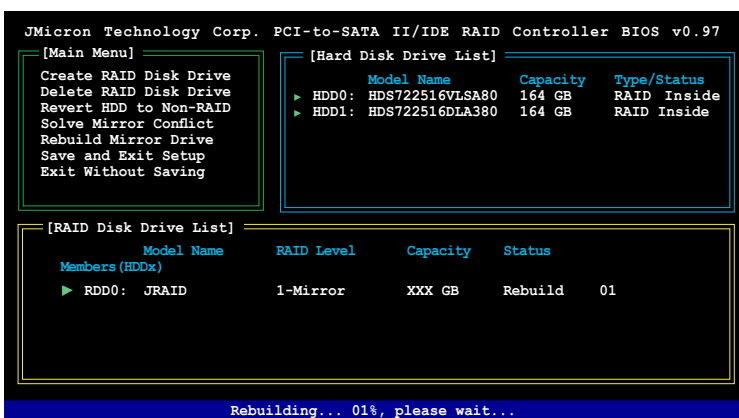 JMicron Technology Corp. PCI-to-SATA II/IDE RAID Controller BIOS v0.97
[Main Menu]
Create RAID Disk Drive
Delete RAID Disk Drive
Revert HDD to Non-RAID
Solve Mirror Conflict
Rebuild Mirror Drive
Save and Exit Setup
Exit Without Saving
[Hard Disk Drive List]
Model Name Capacity Type/Status
HDD0: HDS722516VLSA80 164 GB RAID Inside
HDD1: HDS722516DLA380 164 GB RAID Inside
[RAID Disk Drive List]
Model Name RAID Level Capacity Status
Members(HDDx)
RDD0: JRAID 1-Mirror XXX GB Rebuild 01
Rebuilding... 01%, please wait...